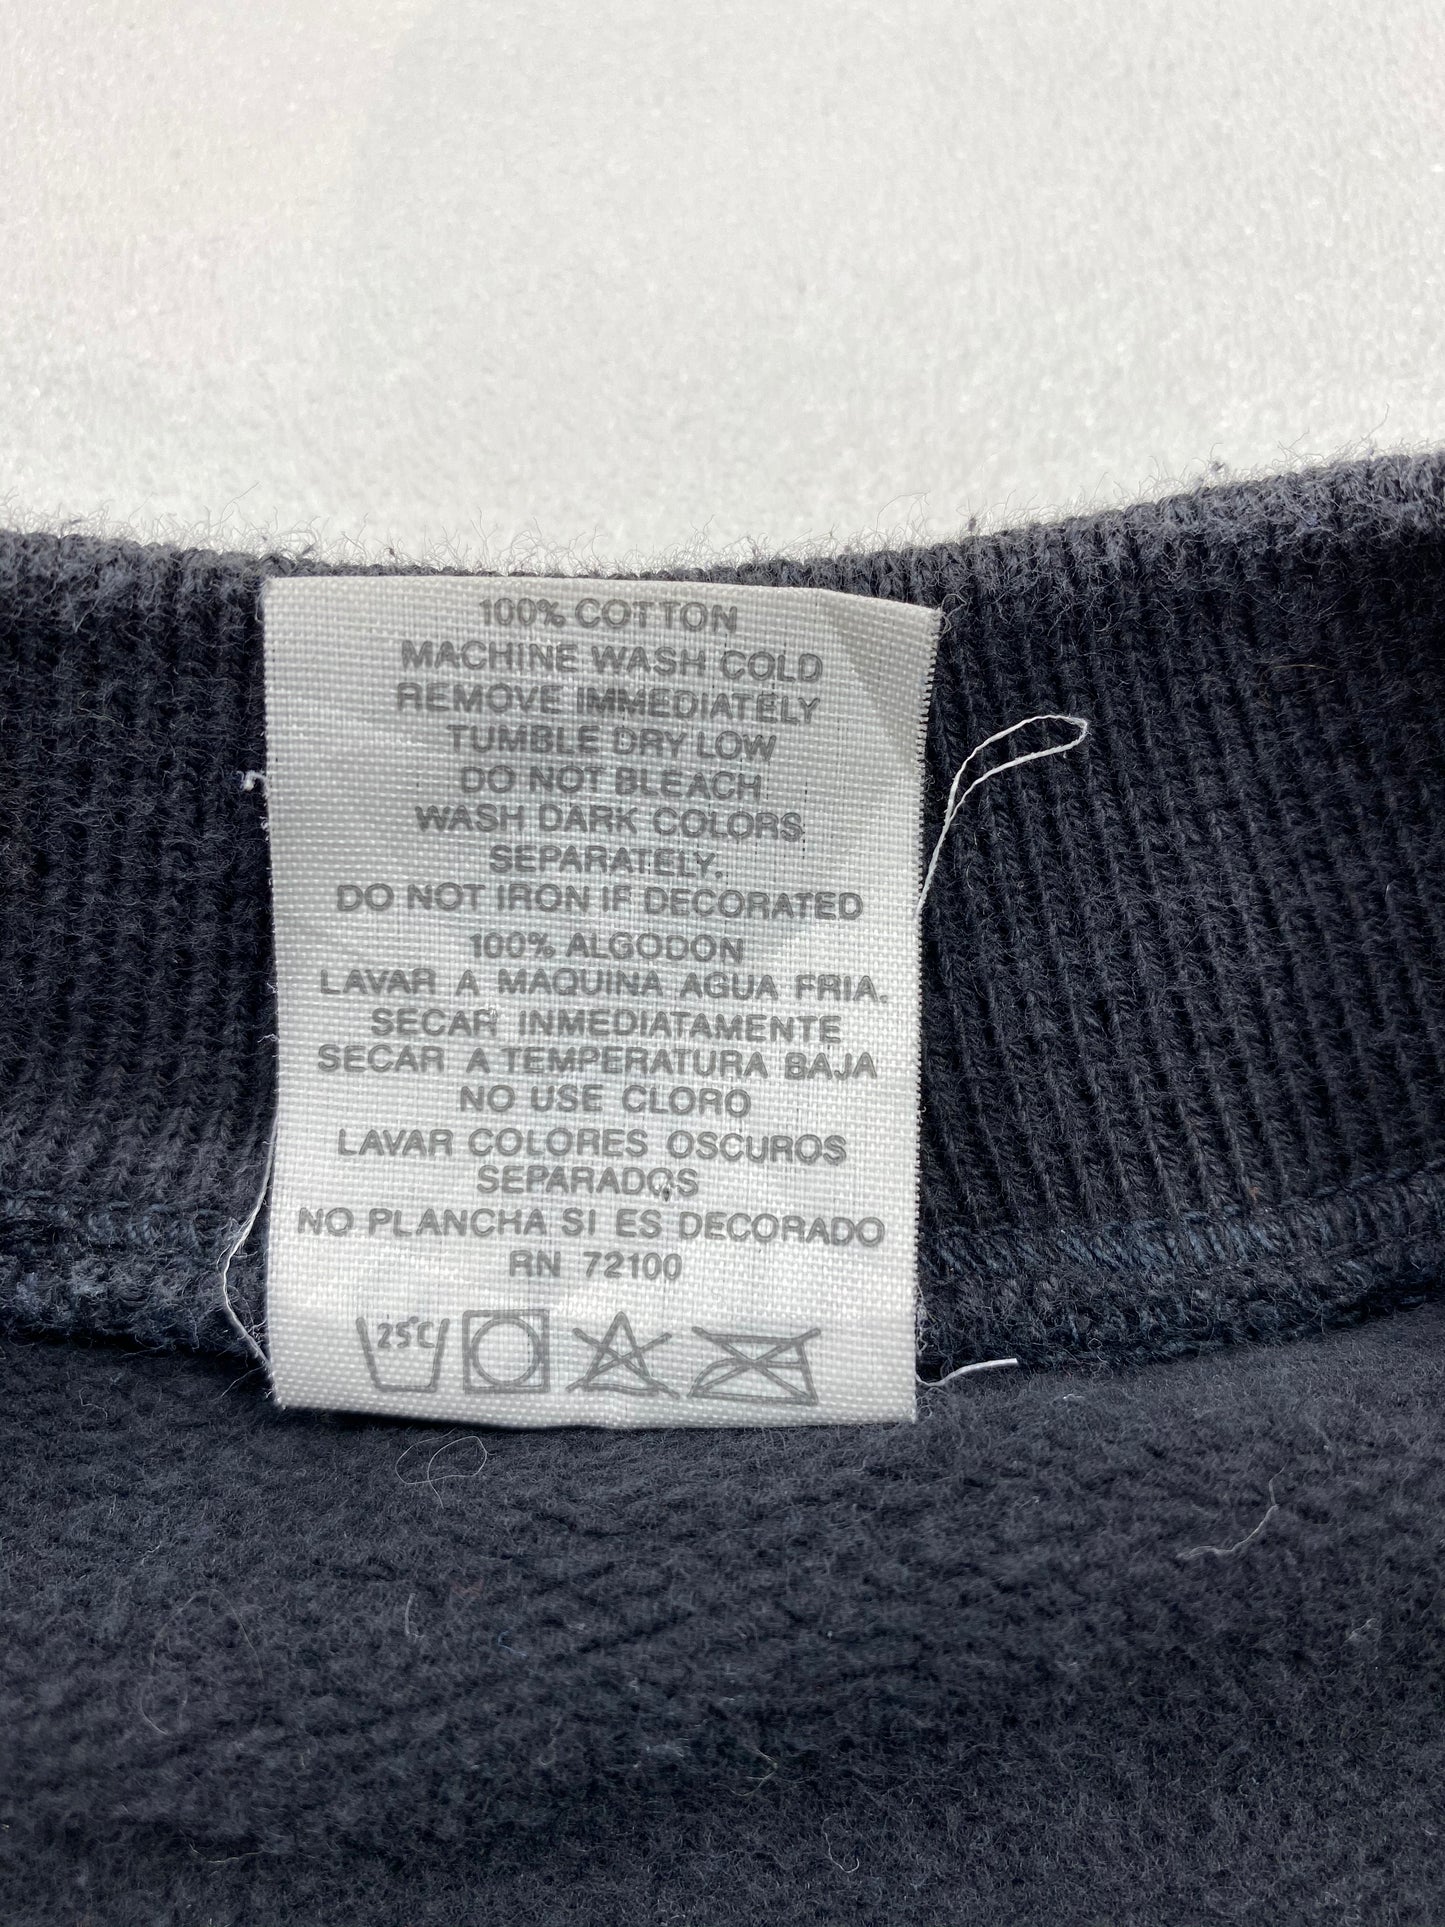 100% COTTON
MACHINE WASH COLD
REMOVE IMMEDIATELY
TUMBLE DRY LOW
DO NOT BLEACH
WASH DARK COLORS
SEPARATELY.
DO NOT IRON IF DECORATED
100% ALGODON
LAVAR A MAQUINA AGUA FRIA.
SECAR INMEDIATAMENTE
SECAR A TEMPERATURA BAJA
NO USE CLORO
LAVAR COLORES OSCUROS
SEPARADOS
NO PLANCHA SI ES DECORADO
RN 72100
25°C